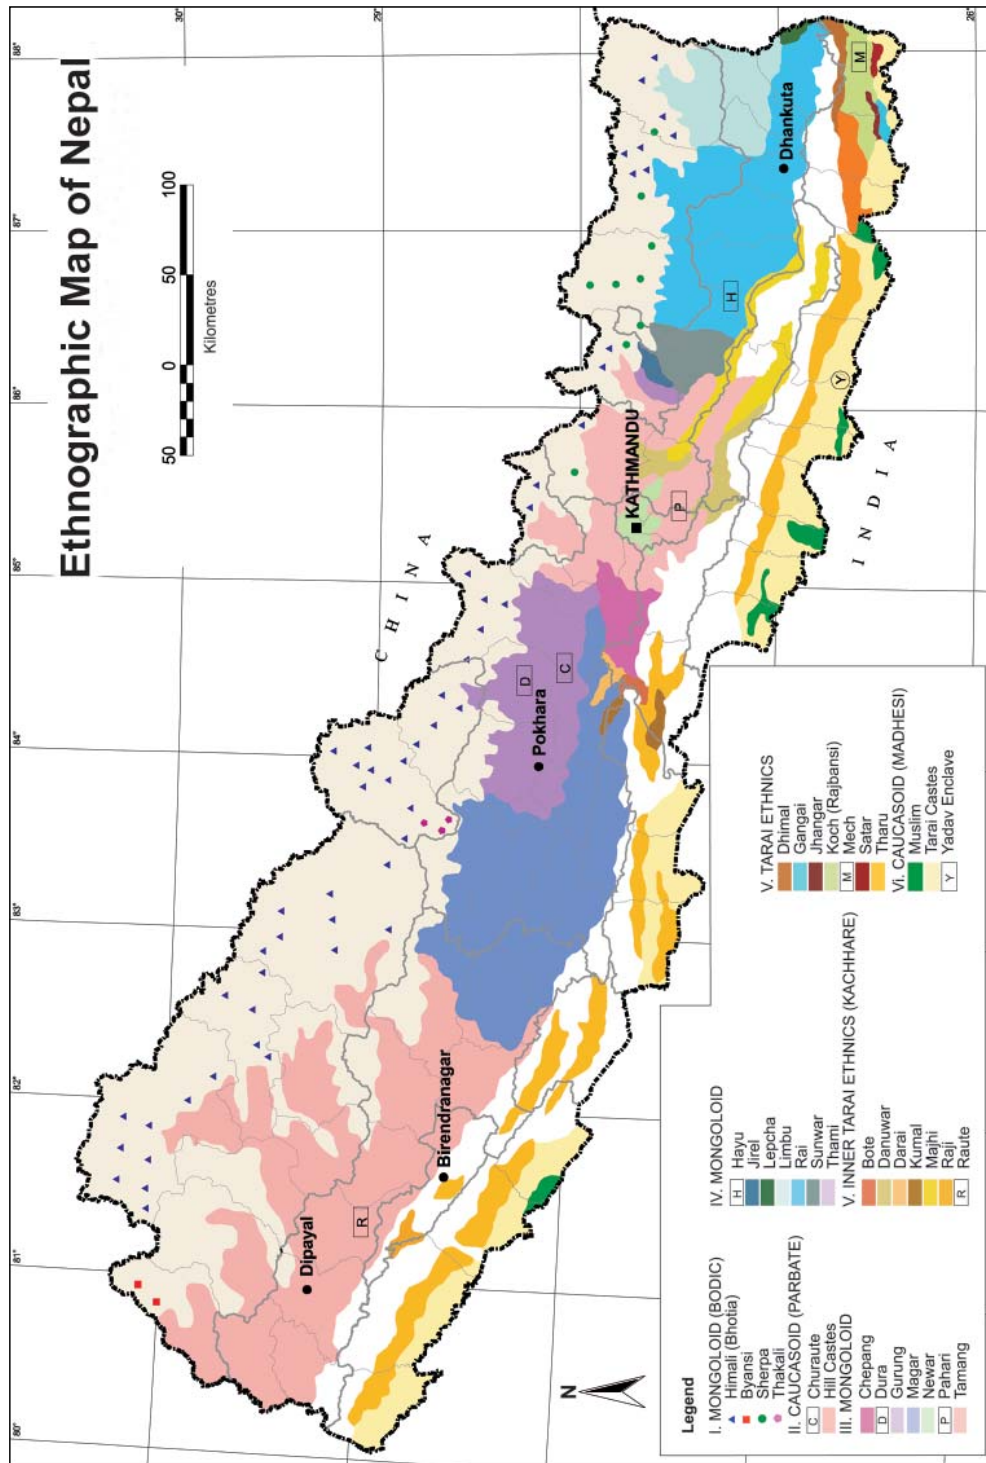 Ethnographic Map of Nepal
50 0 50 100
Kilometres
80° 81° 82° 83° 84° 85° 86° 87° 88°
30°
29°
26°
CHINA
INDIA
N
Dipayal
Birendranagar
Pokhara
KATHMANDU
Dhankuta
R
D
C
P
H
M
Y
Legend
I. MONGOLOID (BODIC)
Himali (Bhotia)
Byansi
Sherpa
Thakali
II. CAUCASOID (PARBATE)
C Churaute
Hill Castes
III. MONGOLOID
Chepang
D Dura
Gurung
Magar
Newar
P Pahari
Tamang
IV. MONGOLOID
H Hayu
Jirel
Lepcha
Limbu
Rai
Sunwar
Thami
V. INNER TARAI ETHNICS (KACHHARE)
Bote
Danuwar
Darai
Kumal
Majhi
Raji
R Raute
V. TARAI ETHNICS
Dhimal
Gangai
Jhangar
Koch (Rajbansi)
M Mech
Satar
Tharu
Vi. CAUCASOID (MADHESI)
Muslim
Tarai Castes
Y Yadav Enclave